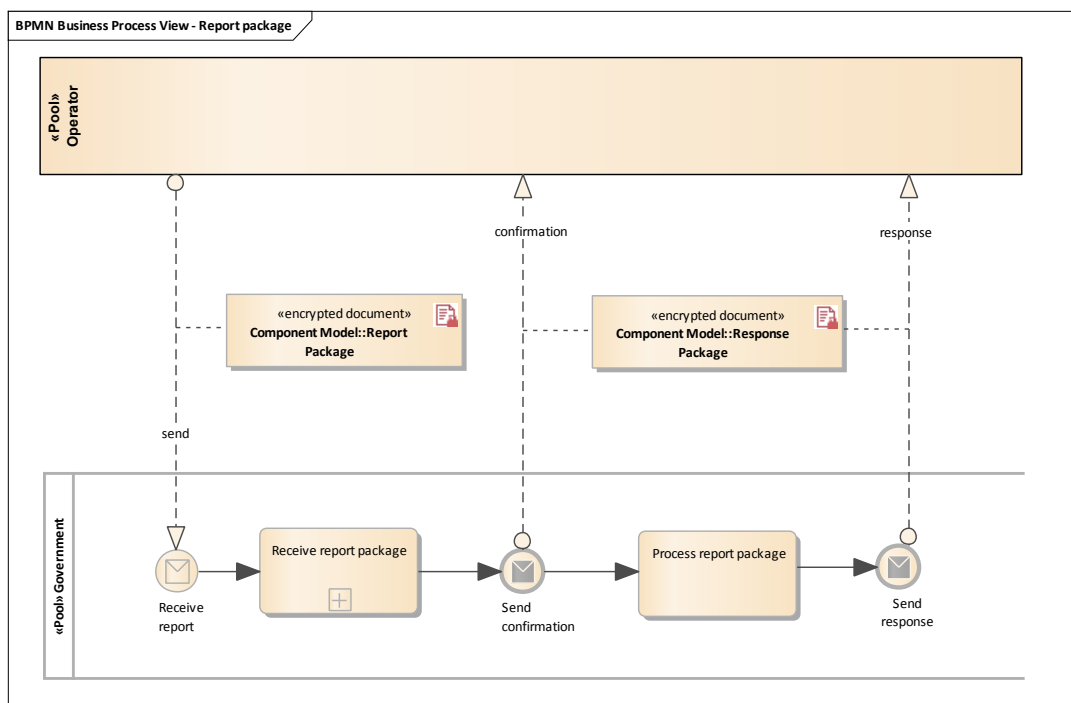 BPMN Business Process View - Report package
«Pool»
Operator
confirmation
response
«encrypted document»
Component Model::Report
Package
«encrypted document»
Component Model::Response
Package
send
«Pool» Government
Receive report package
Process report package
Receive
report
Send
confirmation
Send
response